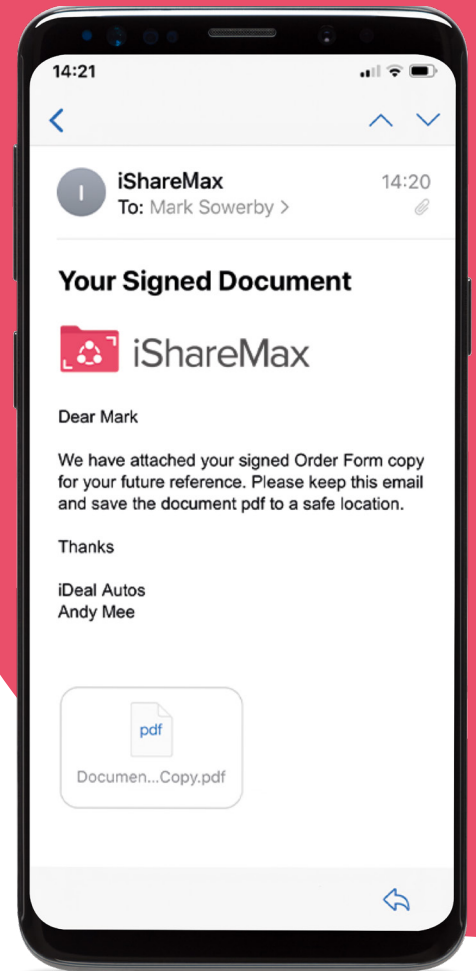 14:21
I
iShareMax
14:20
To: Mark Sowerby >
Your Signed Document
iShareMax
Dear Mark
We have attached your signed Order Form copy
for your future reference. Please keep this email
and save the document pdf to a safe location.
Thanks
iDeal Autos
Andy Mee
pdf
Documen...Copy.pdf